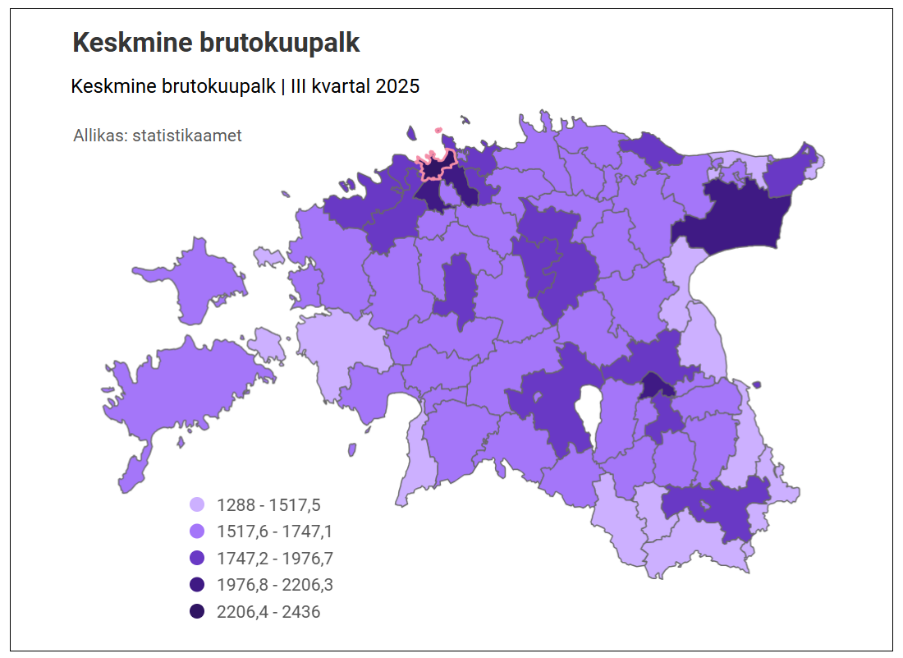 Keskmine brutokuupalk
Keskmine brutokuupalk | III kvartal 2025
Allikas: statistikaamet
1288 - 1517,5
1517,6 - 1747,1
1747,2 - 1976,7
1976,8 - 2206,3
2206,4 - 2436